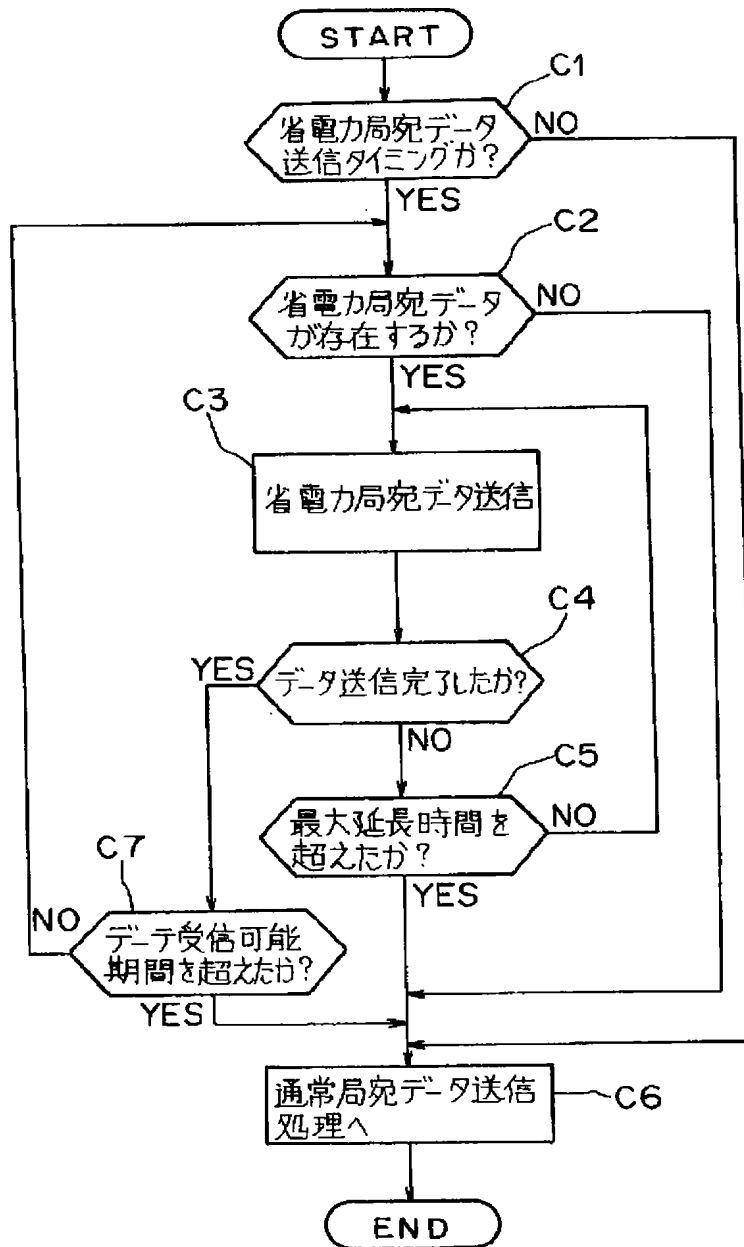 START
C1
省電力局宛データ
送信タイミングか?
NO
YES
C2
省電力局宛データ
が存在するか?
NO
YES
C3
省電力局宛データ送信
C4
YES
データ送信完了したか?
NO
C5
最大延長時間を
超えたか?
NO
YES
C7
NO
データ受信可能
期間を超えたか?
YES
通常局宛データ送信
処理へ
C6
END